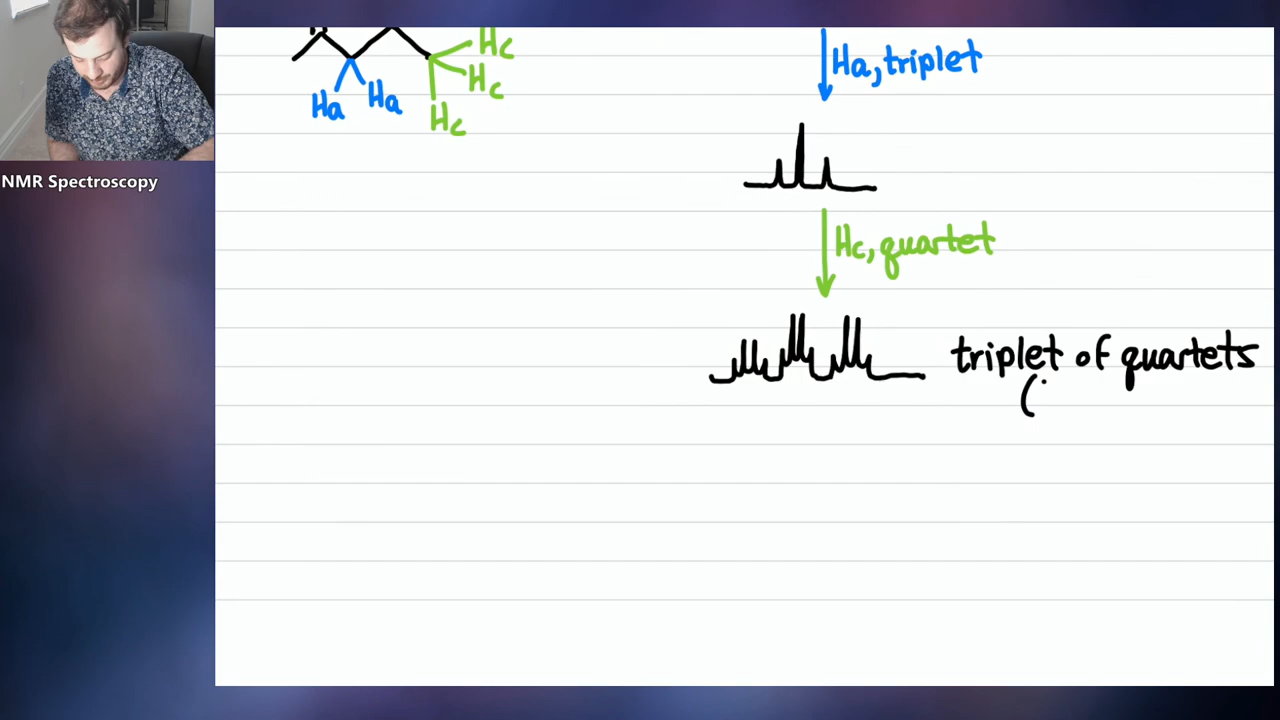 Hc
Hc
Ha
Ha
Hc
Ha, triplet
NMR Spectroscopy
Hc, quartet
triplet of quartets
(